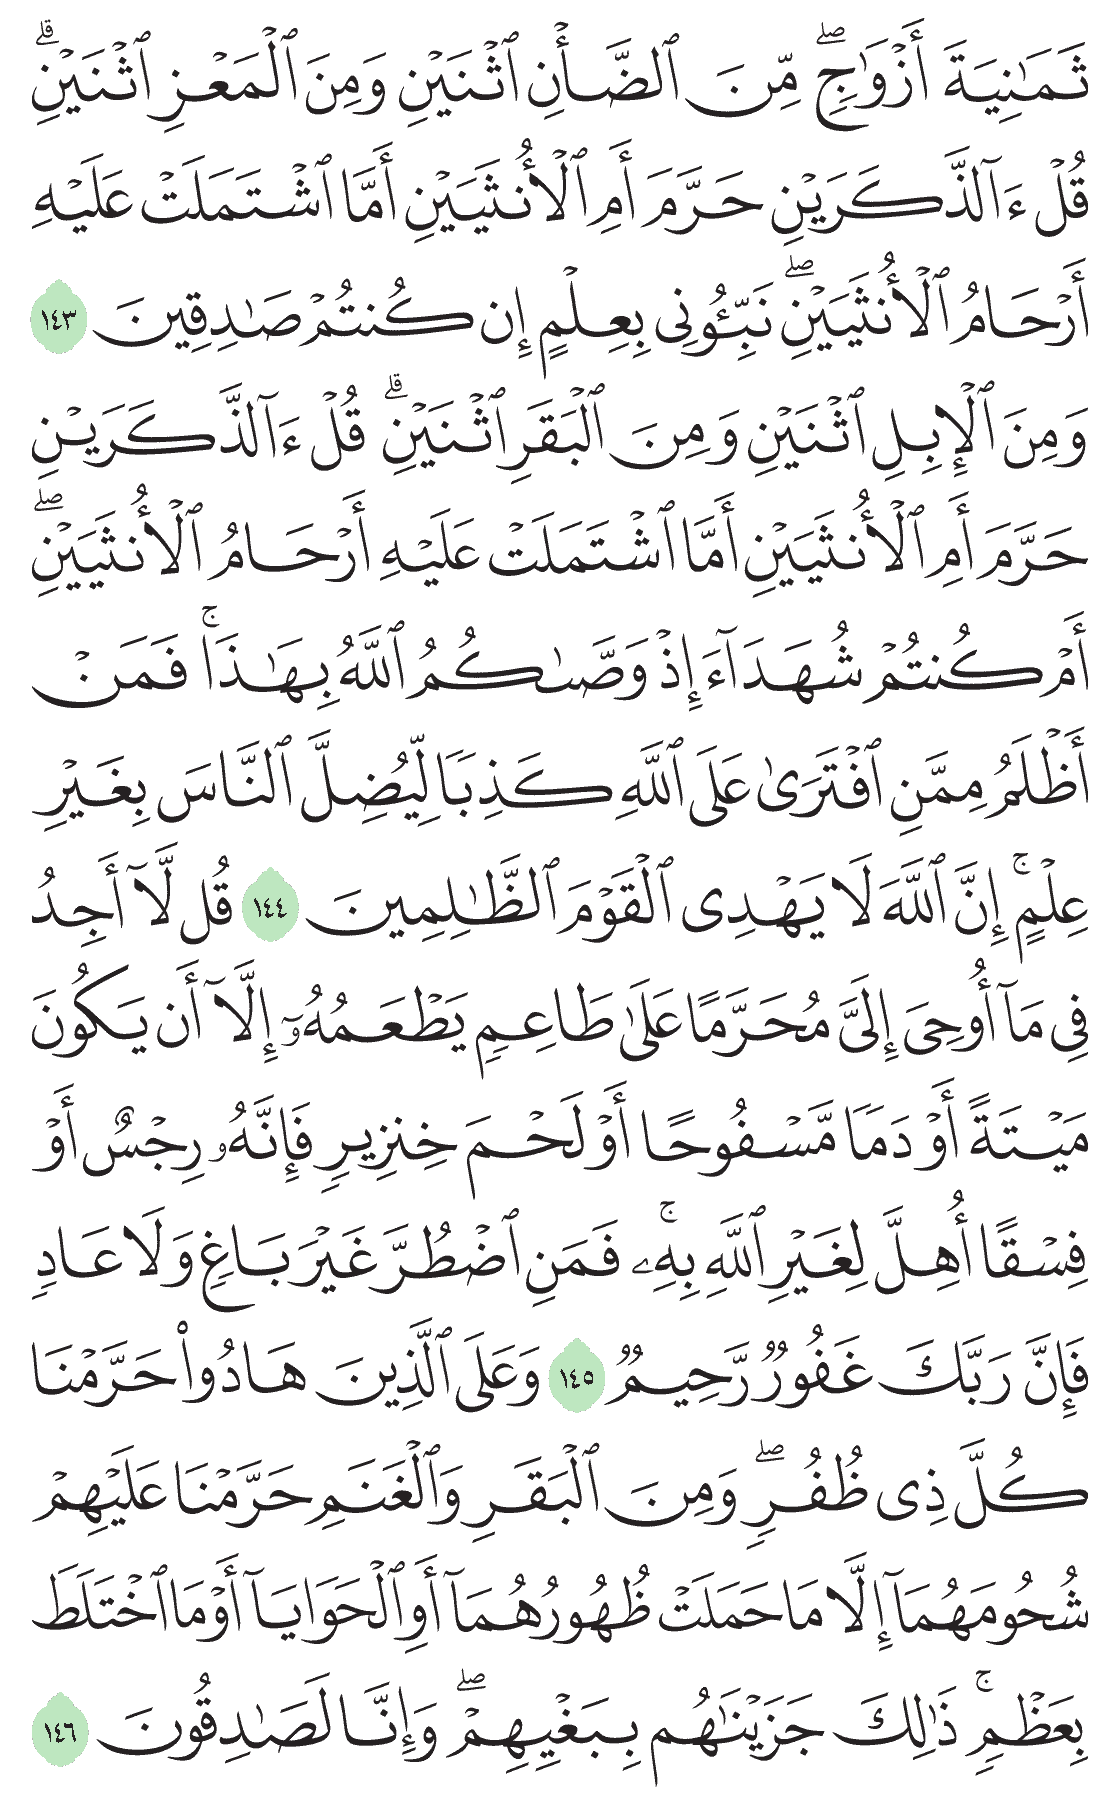 ثَمَٰنِيَةَ أَزۡوَٰجٖۖ مِّنَ ٱلضَّأۡنِ ٱثۡنَيۡنِ وَمِنَ ٱلۡمَعۡزِ ٱثۡنَيۡنِۗ
قُلۡ ءَآلذَّكَرَيۡنِ حَرَّمَ أَمِ ٱلۡأُنثَيَيۡنِ أَمَّا ٱشۡتَمَلَتۡ عَلَيۡهِ
أَرۡحَامُ ٱلۡأُنثَيَيۡنِۖ نَبِّـُٔونِي بِعِلۡمٍ إِن كُنتُمۡ صَٰدِقِينَ ١٤٣
وَمِنَ ٱلۡإِبِلِ ٱثۡنَيۡنِ وَمِنَ ٱلۡبَقَرِ ٱثۡنَيۡنِۗ قُلۡ ءَآلذَّكَرَيۡنِ
حَرَّمَ أَمِ ٱلۡأُنثَيَيۡنِ أَمَّا ٱشۡتَمَلَتۡ عَلَيۡهِ أَرۡحَامُ ٱلۡأُنثَيَيۡنِۖ
أَمۡ كُنتُمۡ شُهَدَآءَ إِذۡ وَصَّىٰكُمُ ٱللَّهُ بِهَٰذَاۚ فَمَنۡ
أَظۡلَمُ مِمَّنِ ٱفۡتَرَىٰ عَلَى ٱللَّهِ كَذِبٗا لِّيُضِلَّ ٱلنَّاسَ بِغَيۡرِ
عِلۡمٍۚ إِنَّ ٱللَّهَ لَا يَهۡدِي ٱلۡقَوۡمَ ٱلظَّٰلِمِينَ ١٤٤ قُل لَّآ أَجِدُ
فِي مَآ أُوحِيَ إِلَيَّ مُحَرَّمًا عَلَىٰ طَاعِمٖ يَطۡعَمُهُۥٓ إِلَّآ أَن يَكُونَ
مَيۡتَةً أَوۡ دَمٗا مَّسۡفُوحًا أَوۡ لَحۡمَ خِنزِيرٖ فَإِنَّهُۥ رِجۡسٌ أَوۡ
فِسۡقًا أُهِلَّ لِغَيۡرِ ٱللَّهِ بِهِۦۚ فَمَنِ ٱضۡطُرَّ غَيۡرَ بَاغٖ وَلَا عَادٖ
فَإِنَّ رَبَّكَ غَفُورٞ رَّحِيمٞ ١٤٥ وَعَلَى ٱلَّذِينَ هَادُواْ حَرَّمۡنَا
كُلَّ ذِي ظُفُرٖۖ وَمِنَ ٱلۡبَقَرِ وَٱلۡغَنَمِ حَرَّمۡنَا عَلَيۡهِمۡ
شُحُومَهُمَآ إِلَّا مَا حَمَلَتۡ ظُهُورُهُمَآ أَوِ ٱلۡحَوَايَآ أَوۡ مَا ٱخۡتَلَطَ
بِعَظۡمٖۚ ذَٰلِكَ جَزَيۡنَٰهُم بِبَغۡيِهِمۡۖ وَإِنَّا لَصَٰدِقُونَ ١٤٦